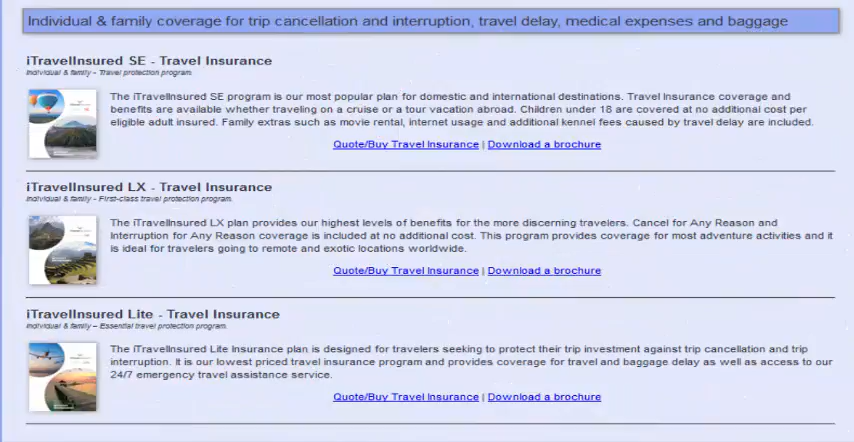 Individual & family coverage for trip cancellation and interruption, travel delay, medical expenses and baggage
iTravelInsured SE - Travel Insurance
Individual & family - Travel protection program.
The iTravelInsured SE program is our most popular plan for domestic and international destinations. Travel Insurance coverage and
benefits are available whether traveling on a cruise or a tour vacation abroad. Children under 18 are covered at no additional cost per
eligible adult insured. Family extras such as movie rental, internet usage and additional kennel fees caused by travel delay are included.
Quote/Buy Travel Insurance | Download a brochure
iTravelInsured LX - Travel Insurance
Individual & family - First-class travel protection program.
The iTravelInsured LX plan provides our highest levels of benefits for the more discerning travelers. Cancel for Any Reason and
Interruption for Any Reason coverage is included at no additional cost. This program provides coverage for most adventure activities and it
is ideal for travelers going to remote and exotic locations worldwide.
Quote/Buy Travel Insurance | Download a brochure
iTravelInsured Lite - Travel Insurance
Individual & family – Essential travel protection program.
The iTravelInsured Lite Insurance plan is designed for travelers seeking to protect their trip investment against trip cancellation and trip
interruption. It is our lowest priced travel insurance program and provides coverage for travel and baggage delay as well as access to our
24/7 emergency travel assistance service.
Quote/Buy Travel Insurance | Download a brochure